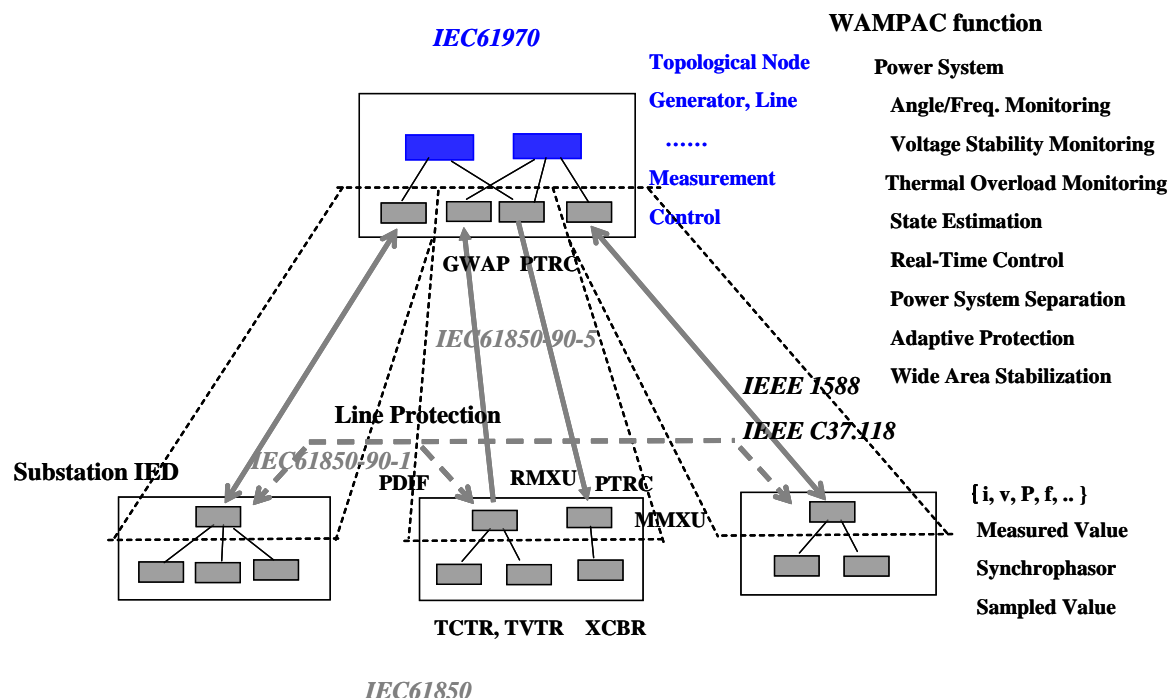 WAMPAC function
IEC61970
Topological Node
Generator, Line
......
Measurement
Control
Power System
Angle/Freq. Monitoring
Voltage Stability Monitoring
Thermal Overload Monitoring
State Estimation
Real-Time Control
Power System Separation
Adaptive Protection
Wide Area Stabilization
GWAP PTRC
IEC61850-90-5
IEEE 1588
IEEE C37.118
Line Protection
IEC61850-90-1
Substation IED
PDIF
RMXU
PTRC
MMXU
{ i, v, P, f, .. }
Measured Value
Synchrophasor
Sampled Value
TCTR, TVTR
XCBR
IEC61850